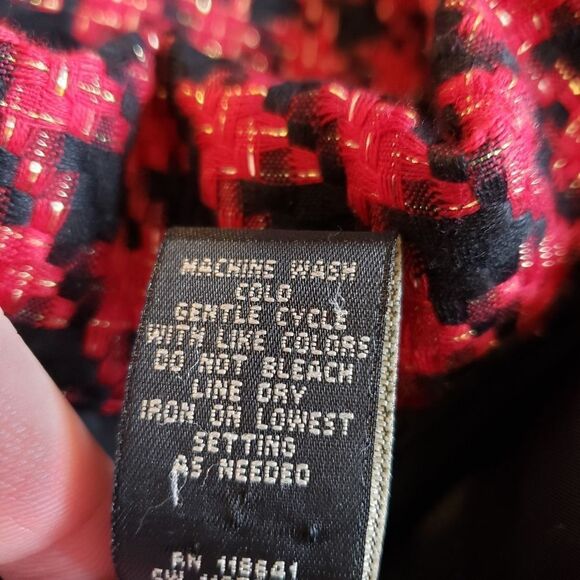 MACHINE WASH
COLD
GENTLE CYCLE
WITH LIKE COLORS
DO NOT BLEACH
LINE DRY
IRON ON LOWEST
SETTING
AS NEEDED
RN 118641